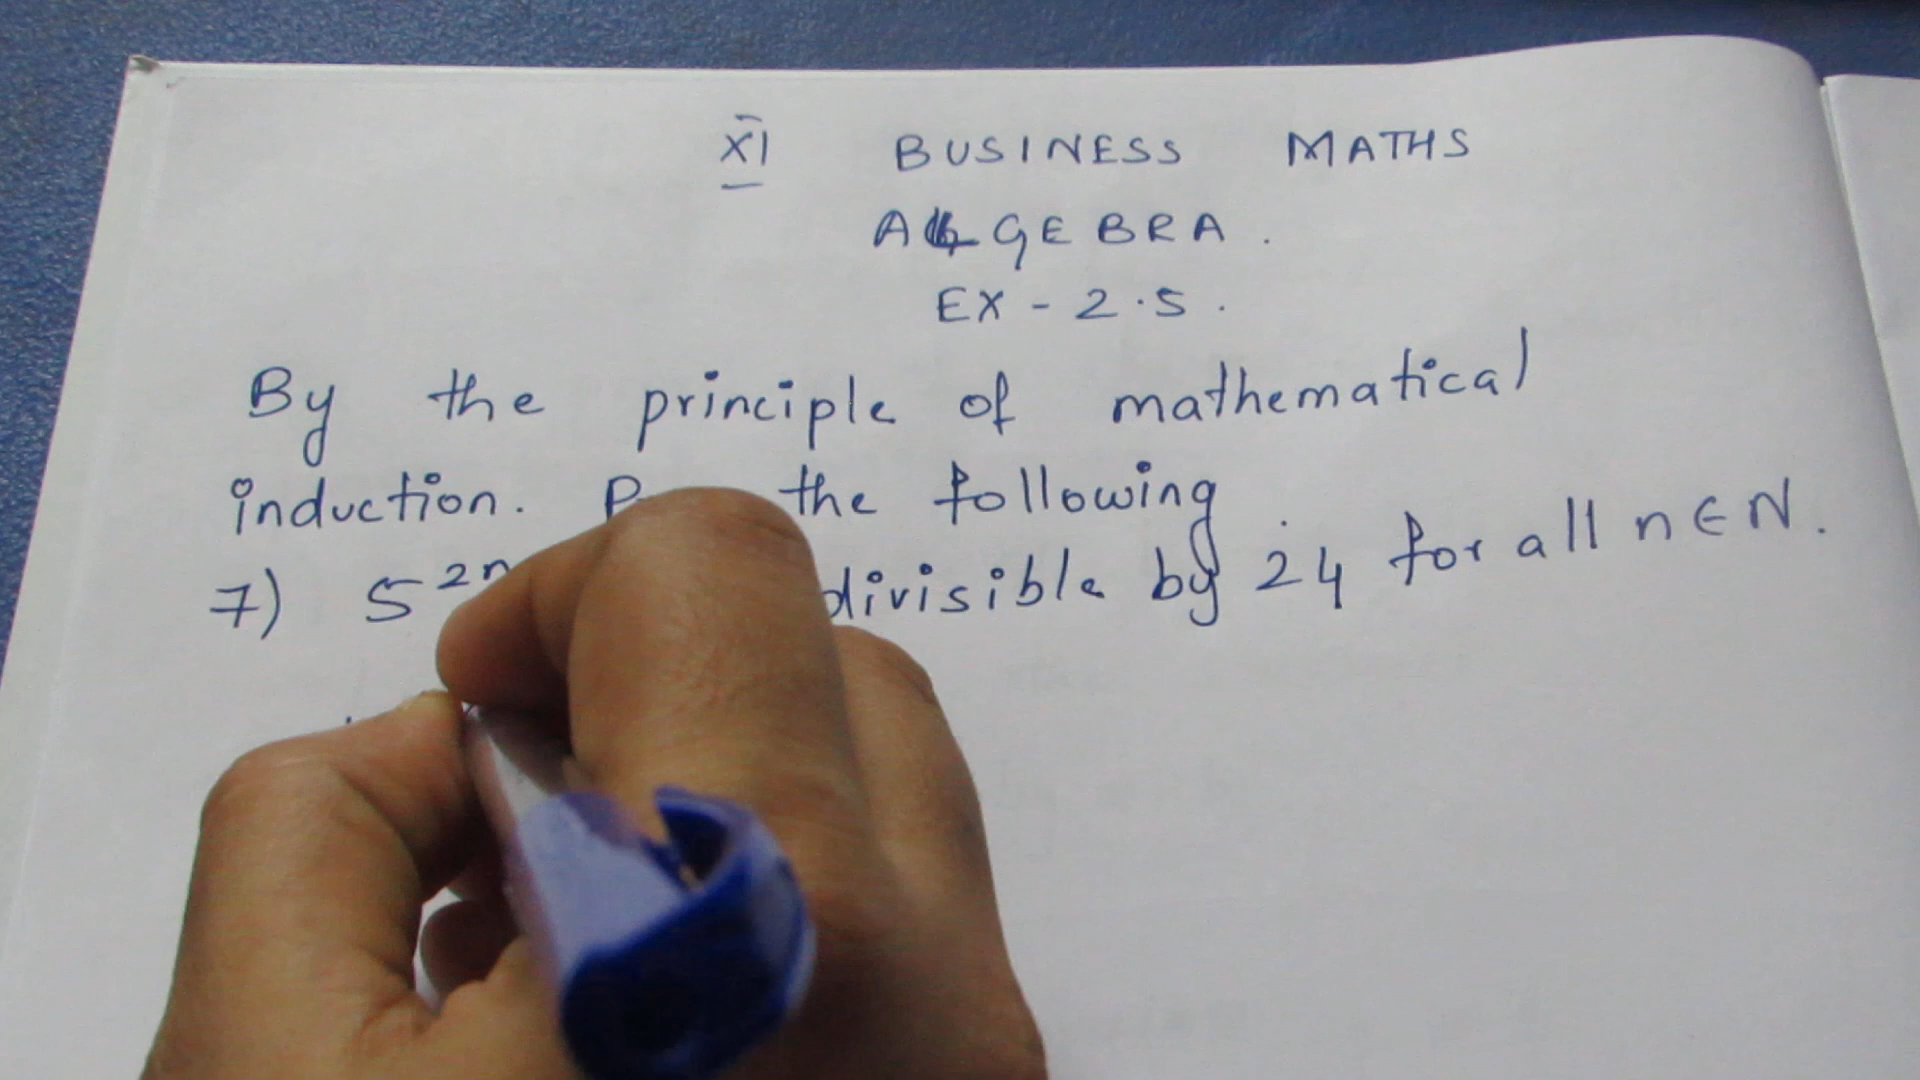 XI BUSINESS MATHS
ALGEBRA.
EX - 2.5.
By the principle of mathematical
induction. the following
7) 5²ⁿ divisible by 24 for all n∈N.